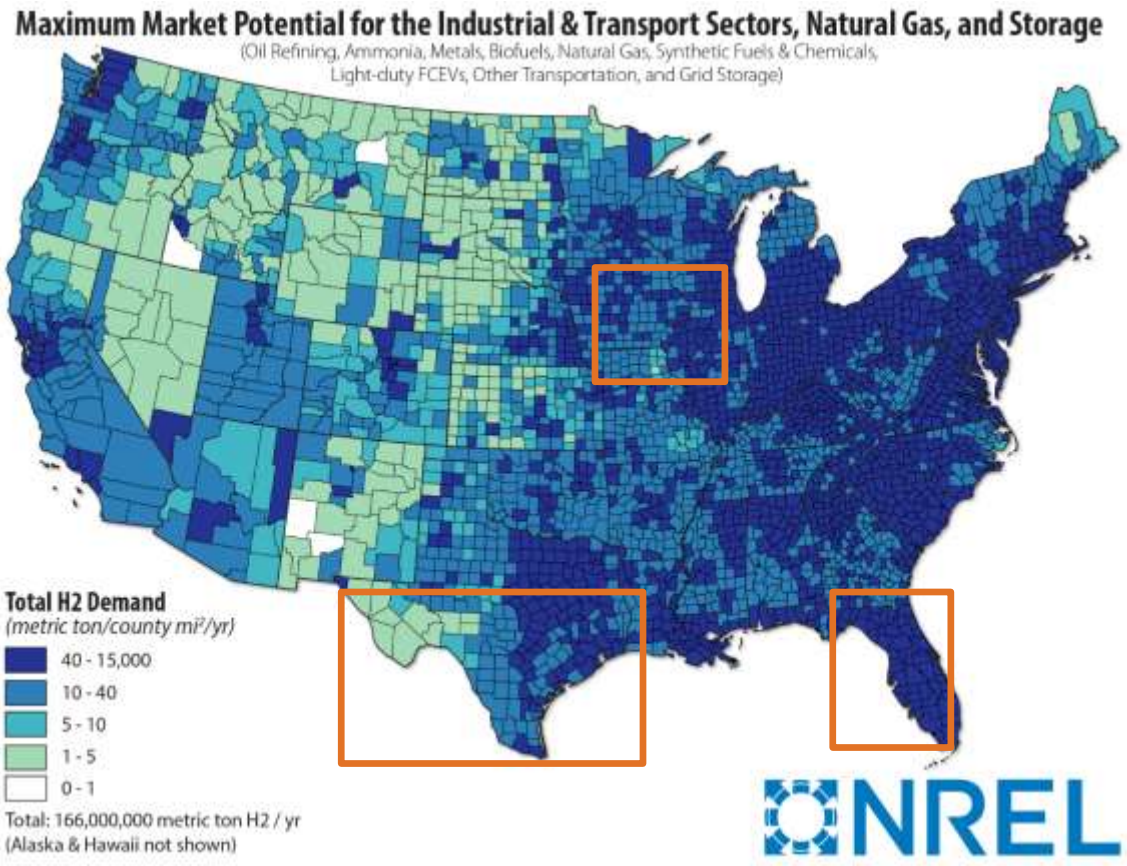 Maximum Market Potential for the Industrial & Transport Sectors, Natural Gas, and Storage
(Oil Refining, Ammonia, Metals, Biofuels, Natural Gas, Synthetic Fuels & Chemicals,
Light-duty FCEVs, Other Transportation, and Grid Storage)
Total H2 Demand
(metric ton/county mi²/yr)
40 - 15,000
10 - 40
5 - 10
1 - 5
0 - 1
Total: 166,000,000 metric ton H2 / yr
(Alaska & Hawaii not shown)
NREL